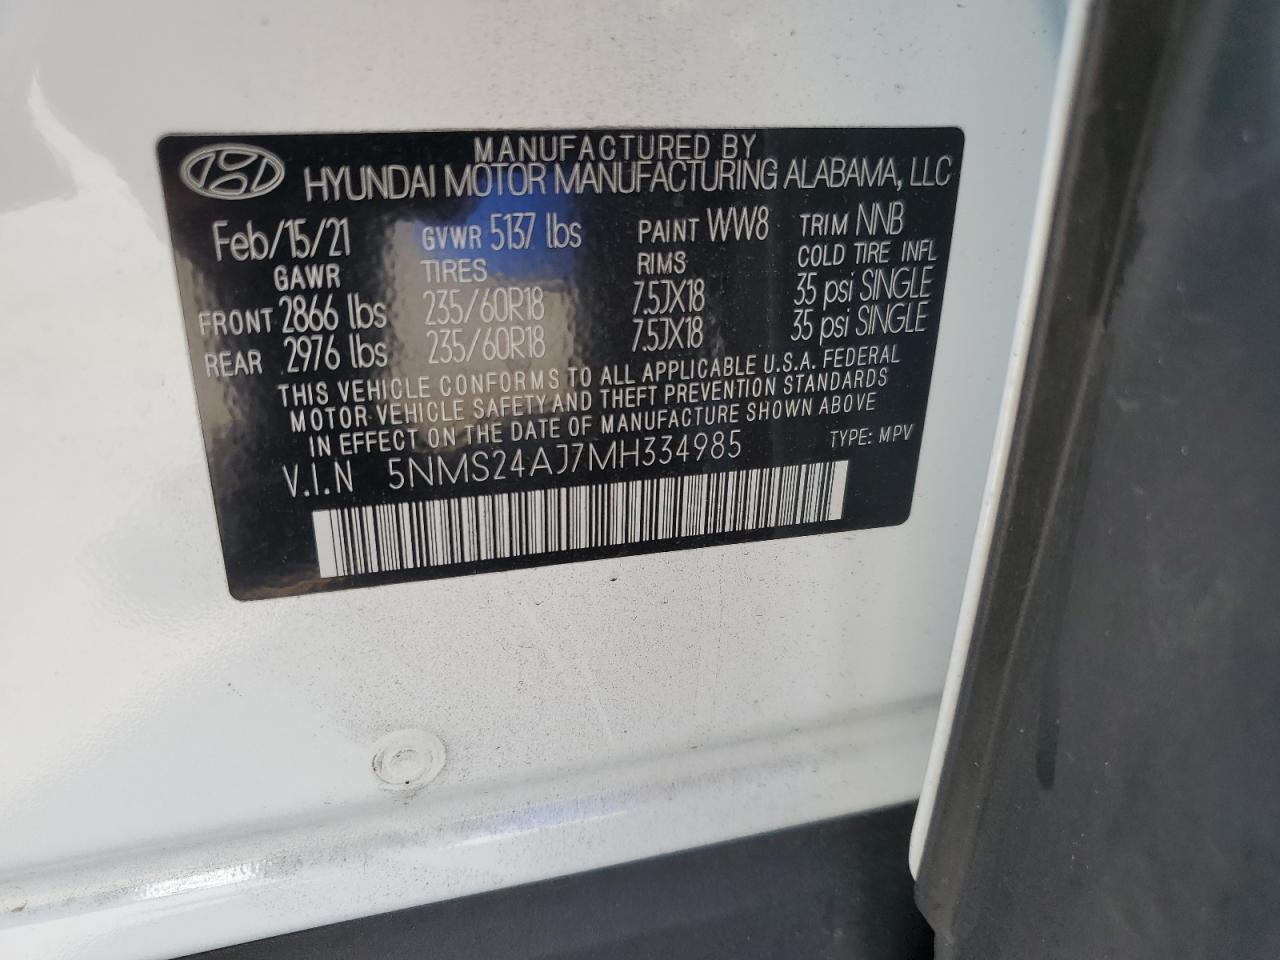 MANUFACTURED BY
HYUNDAI MOTOR MANUFACTURING ALABAMA, LLC
Feb/15/21 GVWR 5137 lbs PAINT WW8 TRIM NNB
GAWR TIRES RIMS COLD TIRE INFL
FRONT 2866 lbs 235/60R18 7.5JX18 35 psi SINGLE
REAR 2976 lbs 235/60R18 7.5JX18 35 psi SINGLE
THIS VEHICLE CONFORMS TO ALL APPLICABLE U.S.A. FEDERAL
MOTOR VEHICLE SAFETY AND THEFT PREVENTION STANDARDS
IN EFFECT ON THE DATE OF MANUFACTURE SHOWN ABOVE
V.I.N 5NMS24AJ7MH334985 TYPE: MPV